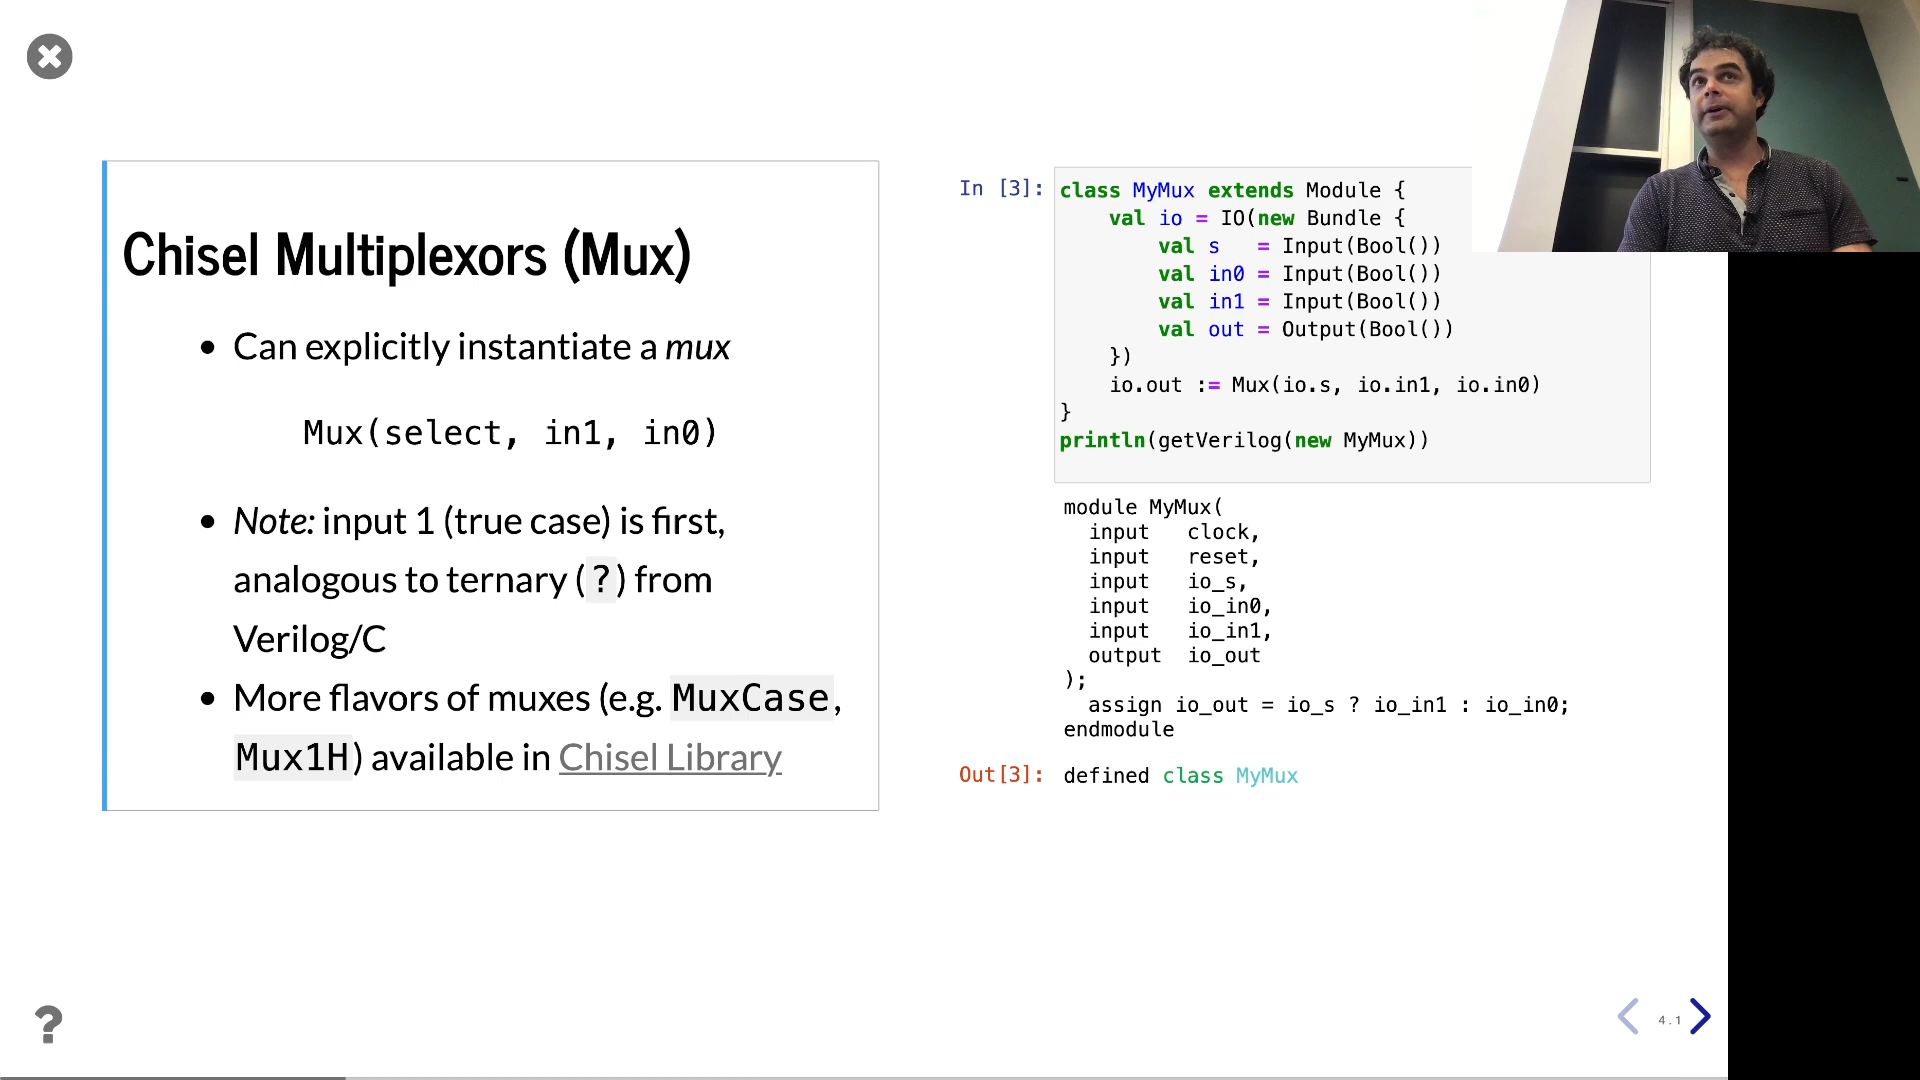 Chisel Multiplexors (Mux)
• Can explicitly instantiate a mux
Mux(select, in1, in0)
• Note: input 1 (true case) is first,
analogous to ternary (?) from
Verilog/C
• More flavors of muxes (e.g. MuxCase,
Mux1H) available in Chisel Library
In [3]:
class MyMux extends Module {
    val io = IO(new Bundle {
        val s   = Input(Bool())
        val in0 = Input(Bool())
        val in1 = Input(Bool())
        val out = Output(Bool())
    })
    io.out := Mux(io.s, io.in1, io.in0)
}
println(getVerilog(new MyMux))
module MyMux(
  input   clock,
  input   reset,
  input   io_s,
  input   io_in0,
  input   io_in1,
  output  io_out
);
  assign io_out = io_s ? io_in1 : io_in0;
endmodule
Out[3]: defined class MyMux
?
4.1